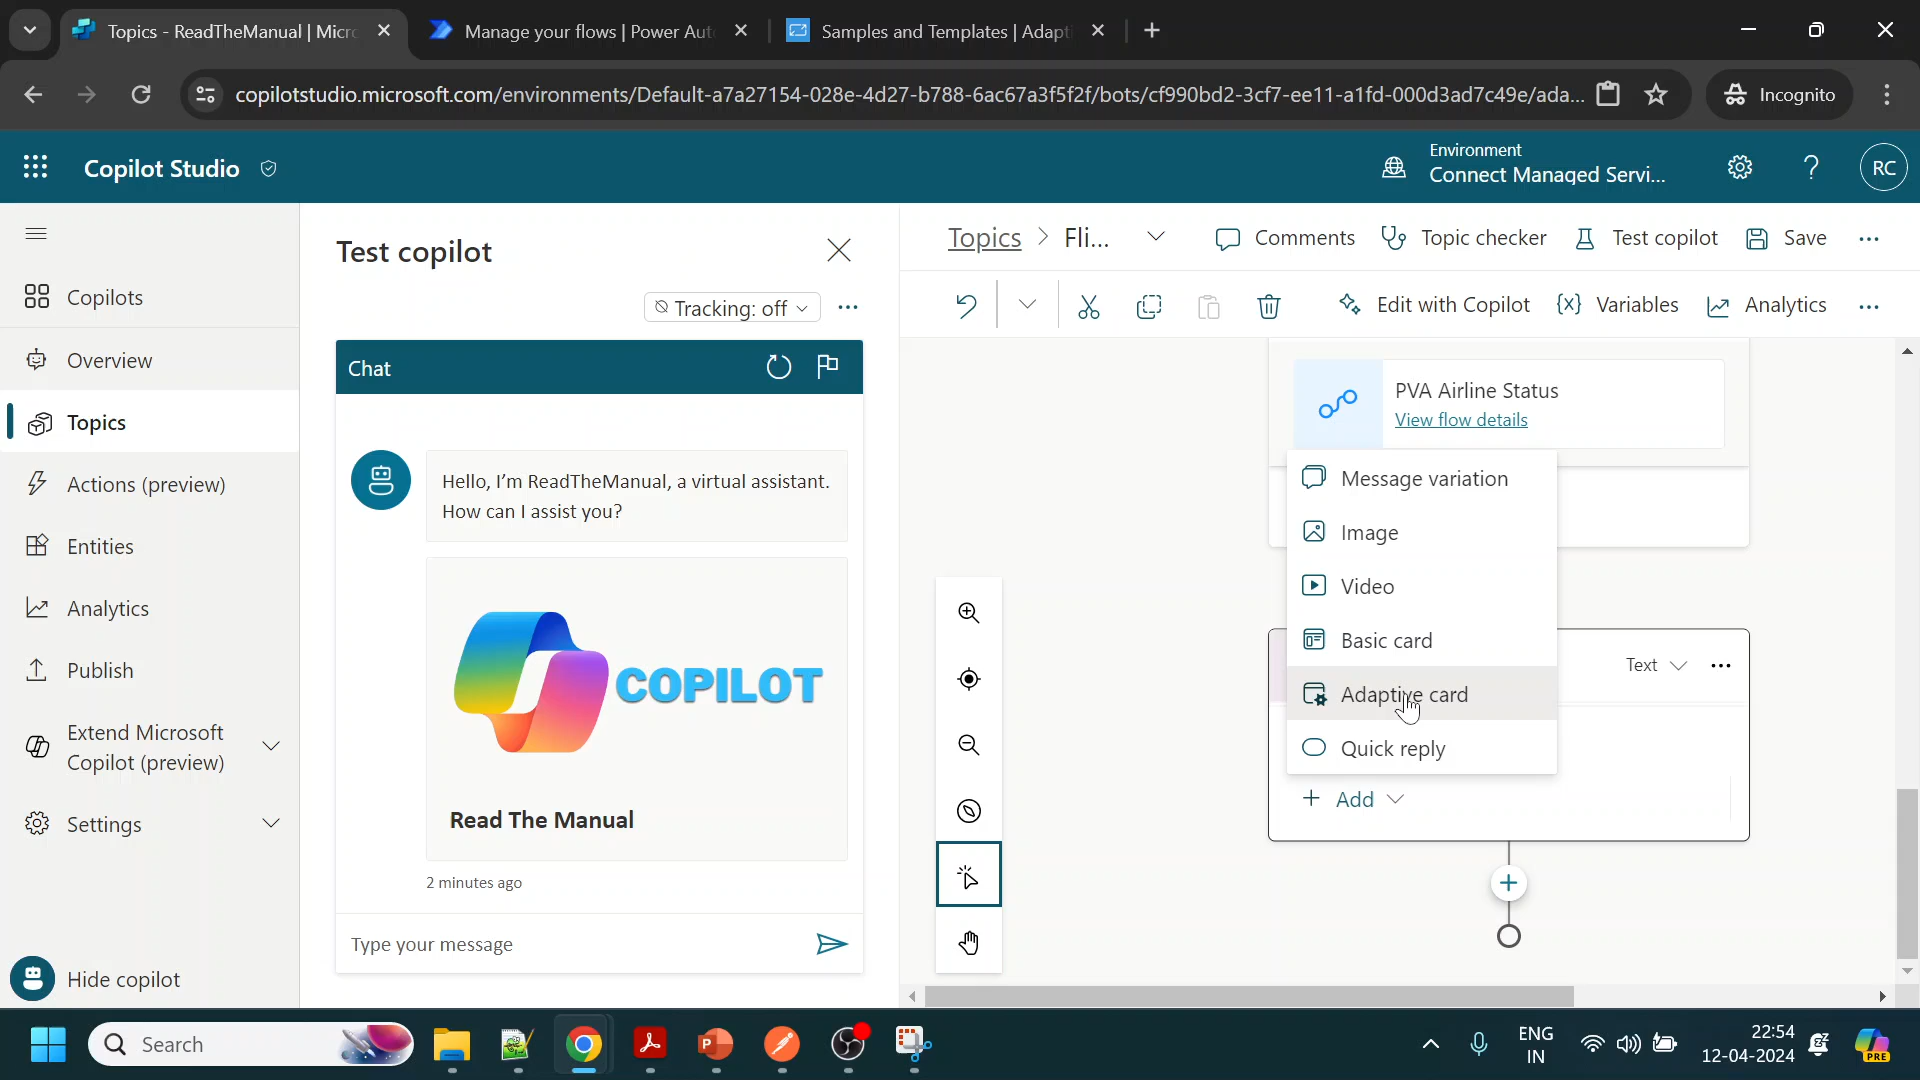 Topics - ReadTheManual | Micr
Manage your flows | Power Aut
Samples and Templates | Adapt
copilotstudio.microsoft.com/environments/Default-a7a27154-028e-4d27-b788-6ac67a3f5f2f/bots/cf990bd2-3cf7-ee11-a1fd-000d3ad7c49e/ada...
Incognito
Copilot Studio
Environment
Connect Managed Servi...
RC
Copilots
Overview
Topics
Actions (preview)
Entities
Analytics
Publish
Extend Microsoft
Copilot (preview)
Settings
Hide copilot
Test copilot
Tracking: off
Chat
Hello, I'm ReadTheManual, a virtual assistant.
How can I assist you?
COPILOT
Read The Manual
2 minutes ago
Type your message
Topics > Fli...
Comments
Topic checker
Test copilot
Save
Edit with Copilot
{x} Variables
Analytics
PVA Airline Status
View flow details
Message variation
Image
Video
Basic card
Adaptive card
Quick reply
Text
Add
Search
ENG
IN
22:54
12-04-2024
PRE